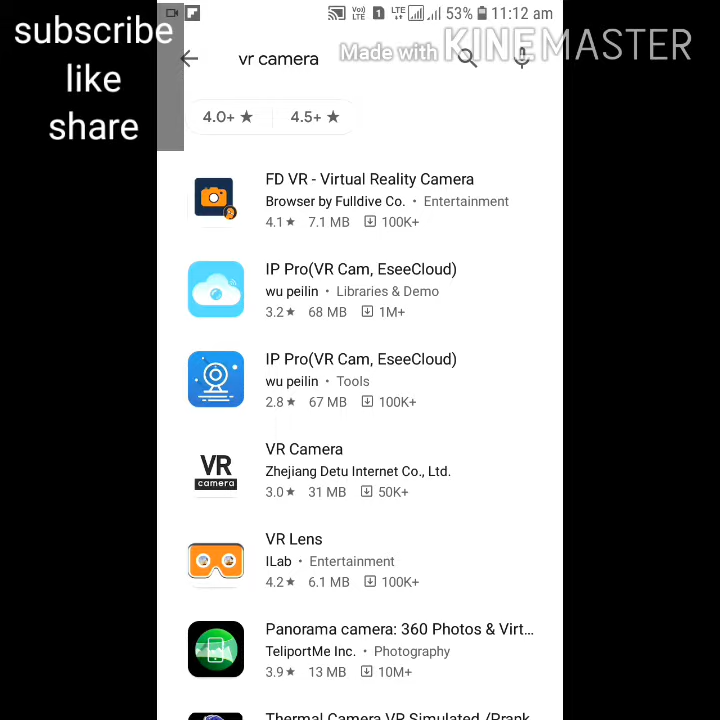 subscribe
like
share
Vo))
LTE
1
LTE
53%
11:12 am
vr camera
Made with KINEMASTER
4.0+ ★
4.5+ ★
FD VR - Virtual Reality Camera
Browser by Fulldive Co. • Entertainment
4.1★ 7.1 MB 100K+
IP Pro(VR Cam, EseeCloud)
wu peilin • Libraries & Demo
3.2★ 68 MB 1M+
IP Pro(VR Cam, EseeCloud)
wu peilin • Tools
2.8★ 67 MB 100K+
VR
camera
VR Camera
Zhejiang Detu Internet Co., Ltd.
3.0★ 31 MB 50K+
VR Lens
ILab • Entertainment
4.2★ 6.1 MB 100K+
Panorama camera: 360 Photos & Virt...
TeleportMe Inc. • Photography
3.9★ 13 MB 10M+
Thermal Camera VR Simulated /Prank